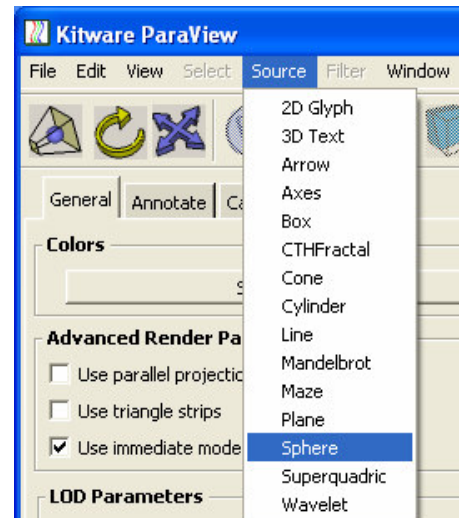 Kitware ParaView
File Edit View Select Source Filter Window
2D Glyph
3D Text
Arrow
Axes
Box
CTHFractal
Cone
Cylinder
Line
Mandelbrot
Maze
Plane
Sphere
Superquadric
Wavelet
General Annotate
Colors
Advanced Render
Use parallel
Use triangle strips
Use immediate mode
LOD Parameters